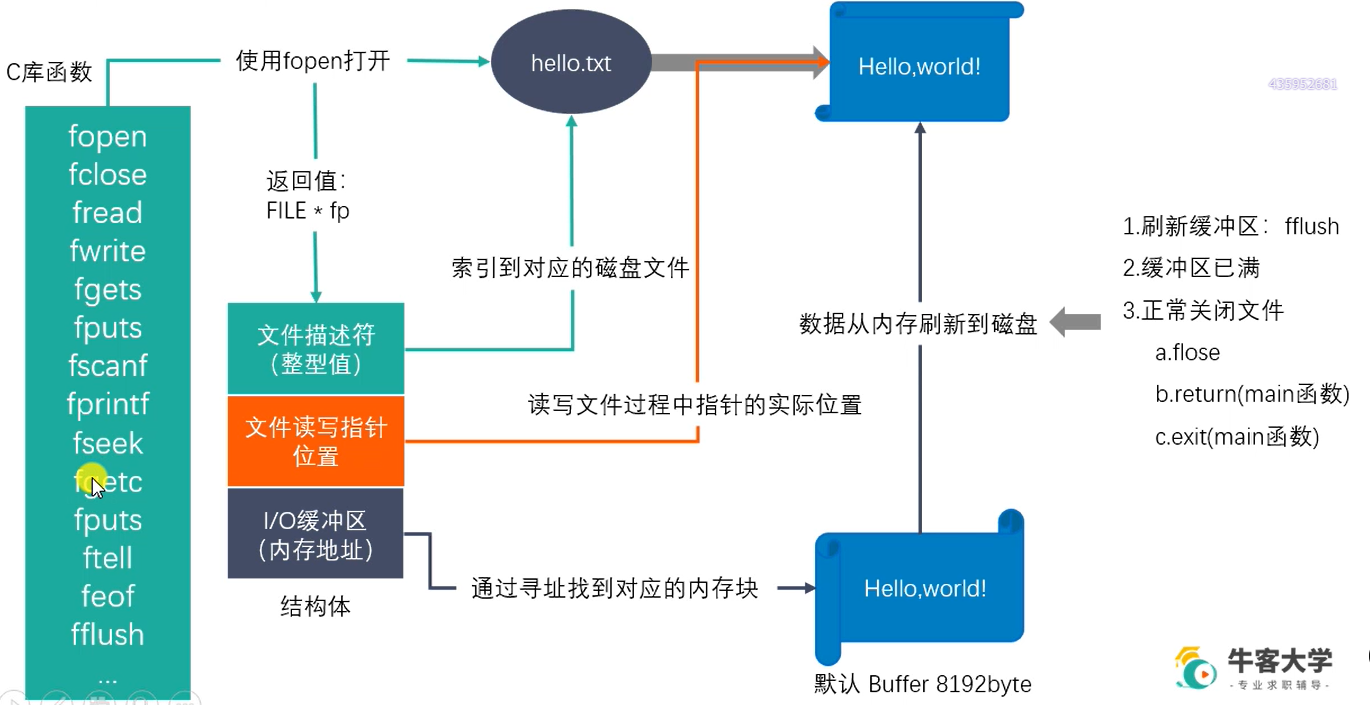 C库函数
fopen
fclose
fread
fwrite
fgets
fputs
fscanf
fprintf
fseek
fgetc
fputs
ftell
feof
fflush
...
使用fopen打开
返回值：
FILE * fp
文件描述符
（整型值）
文件读写指针
位置
I/O缓冲区
（内存地址）
结构体
hello.txt
索引到对应的磁盘文件
读写文件过程中指针的实际位置
通过寻址找到对应的内存块
Hello,world!
数据从内存刷新到磁盘
Hello,world!
默认 Buffer 8192byte
435952681
1.刷新缓冲区：fflush
2.缓冲区已满
3.正常关闭文件
a.flose
b.return(main函数)
c.exit(main函数)
牛客大学
-专业求职辅导-